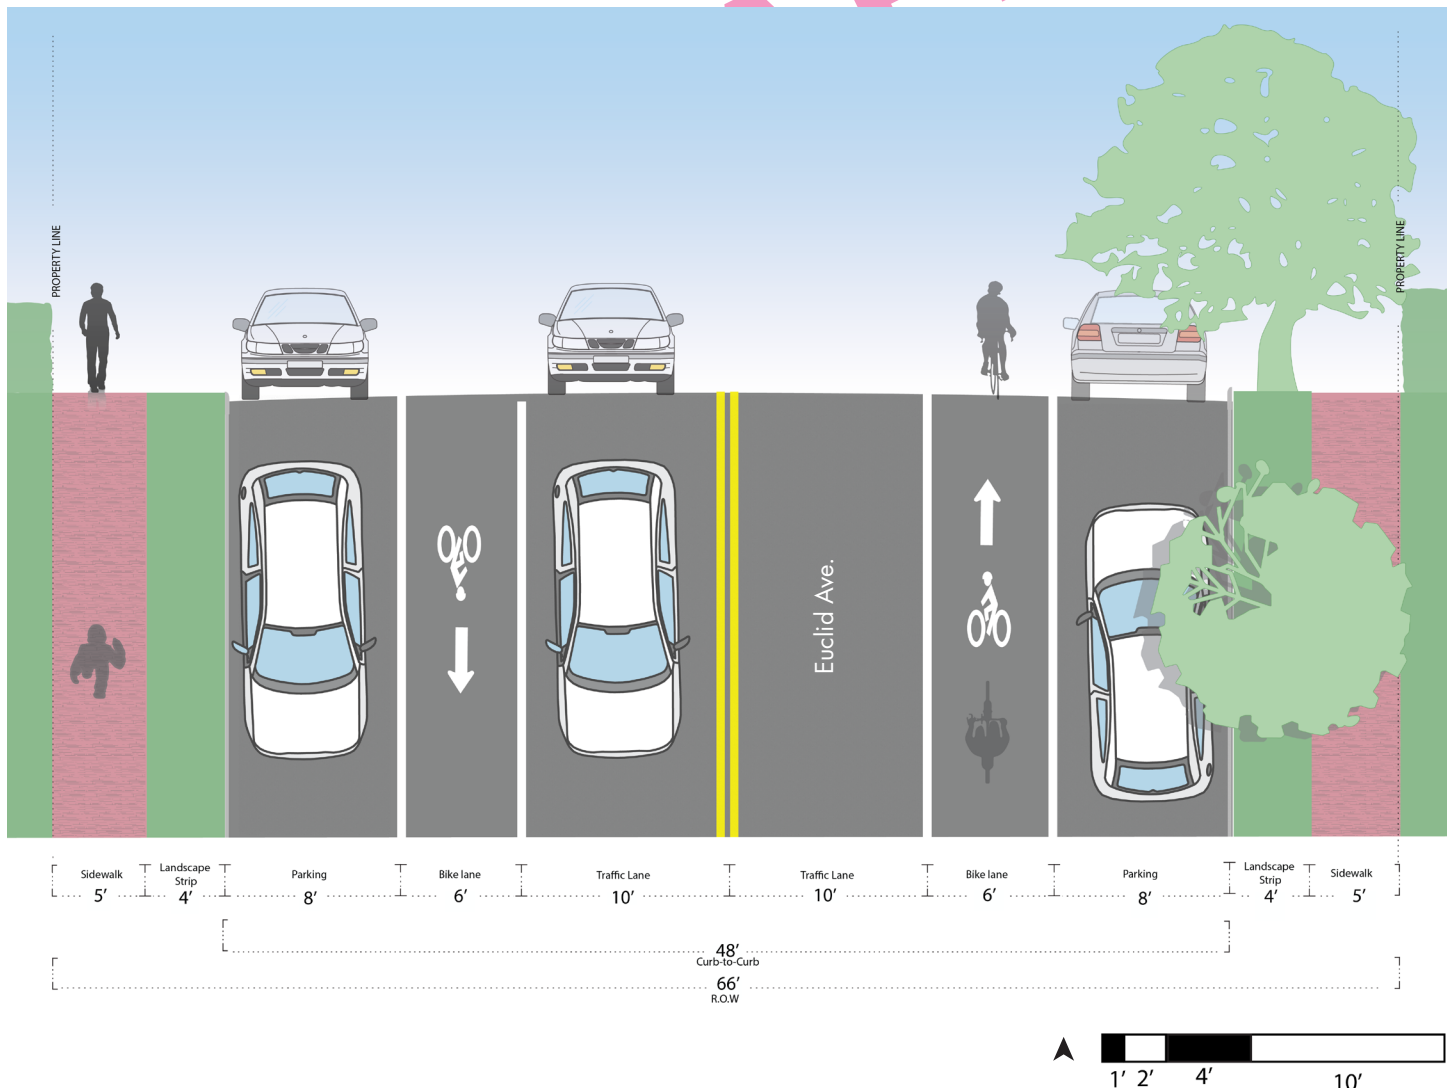 PROPERTY LINE
PROPERTY LINE
Euclid Ave.
Sidewalk
5’
Landscape
Strip
4’
Parking
8’
Bike lane
6’
Traffic Lane
10’
Traffic Lane
10’
Bike lane
6’
Parking
8’
Landscape
Strip
4’
Sidewalk
5’
48’
Curb-to-Curb
66’
R.O.W
1’ 2’ 4’ 10’